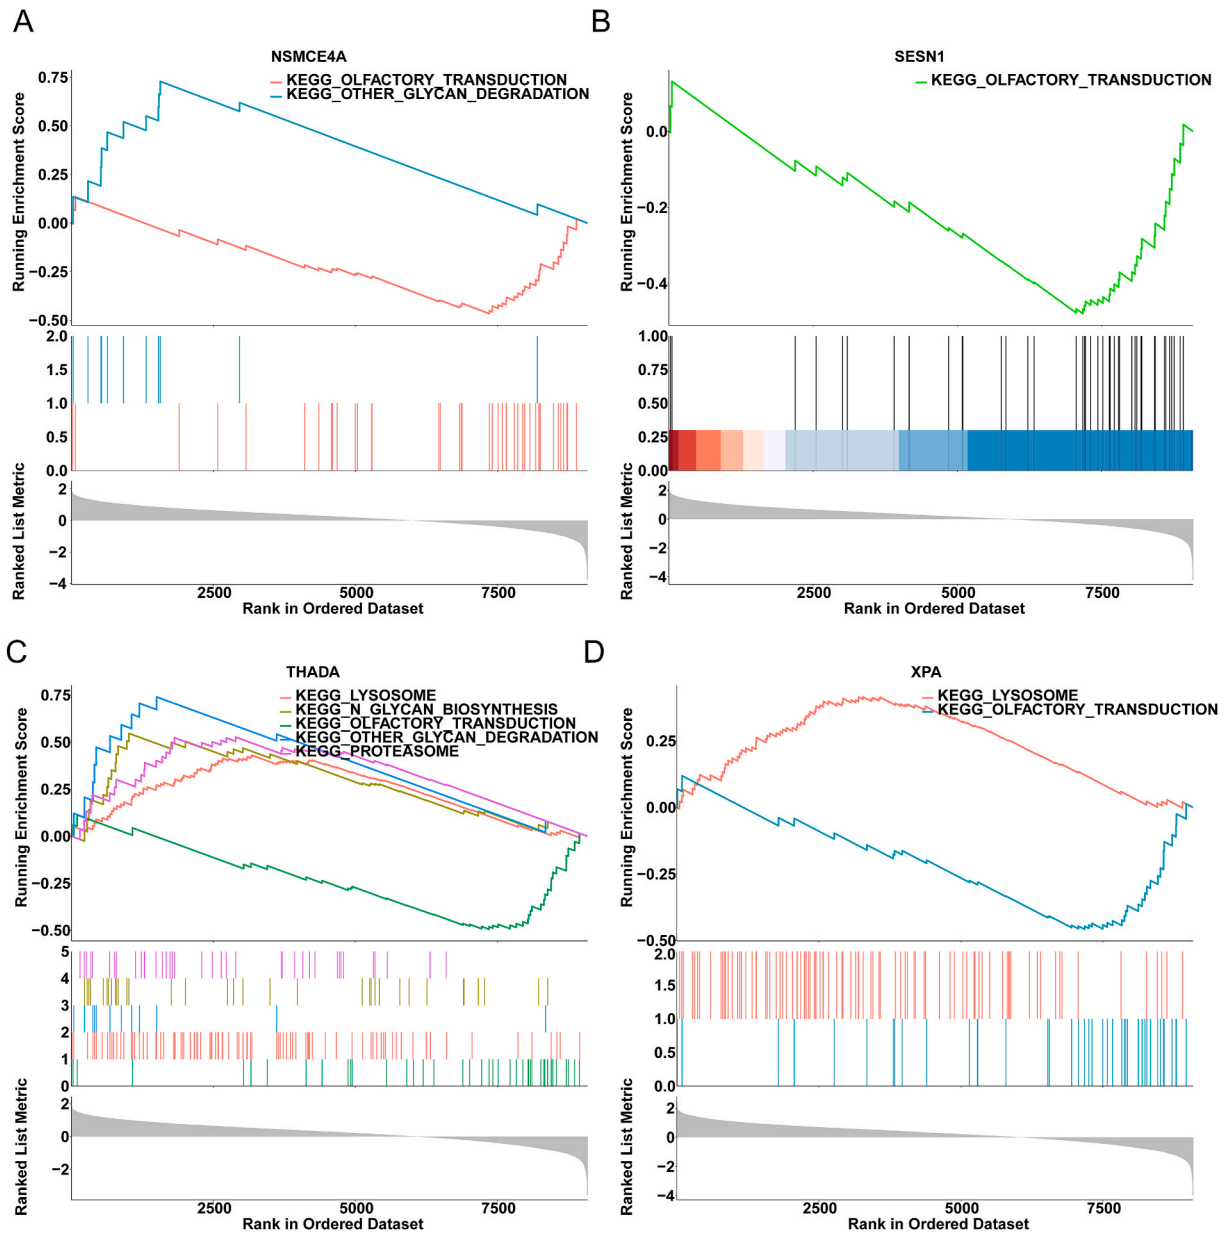 A
NSMCE4A
KEGG_OLFACTORY_TRANSDUCTION
KEGG_OTHER_GLYCAN_DEGRADATION
Running Enrichment Score
0.75
0.50
0.25
0.00
−0.25
−0.50
2.0
1.5
1.0
0.5
0.0
Ranked List Metric
2
0
−2
−4
2500
5000
7500
Rank in Ordered Dataset
B
SESN1
KEGG_OLFACTORY_TRANSDUCTION
Running Enrichment Score
0.0
−0.2
−0.4
1.00
0.75
0.50
0.25
0.00
Ranked List Metric
2
0
−2
−4
2500
5000
7500
Rank in Ordered Dataset
C
THADA
KEGG_LYSOSOME
KEGG_N_GLYCAN_BIOSYNTHESIS
KEGG_OLFACTORY_TRANSDUCTION
KEGG_OTHER_GLYCAN_DEGRADATION
KEGG_PROTEASOME
Running Enrichment Score
0.75
0.50
0.25
0.00
−0.25
−0.50
5
4
3
2
1
0
Ranked List Metric
2
0
−2
2500
5000
7500
Rank in Ordered Dataset
D
XPA
KEGG_LYSOSOME
KEGG_OLFACTORY_TRANSDUCTION
Running Enrichment Score
0.25
0.00
−0.25
−0.50
2.0
1.5
1.0
0.5
0.0
Ranked List Metric
2
0
−2
−4
2500
5000
7500
Rank in Ordered Dataset